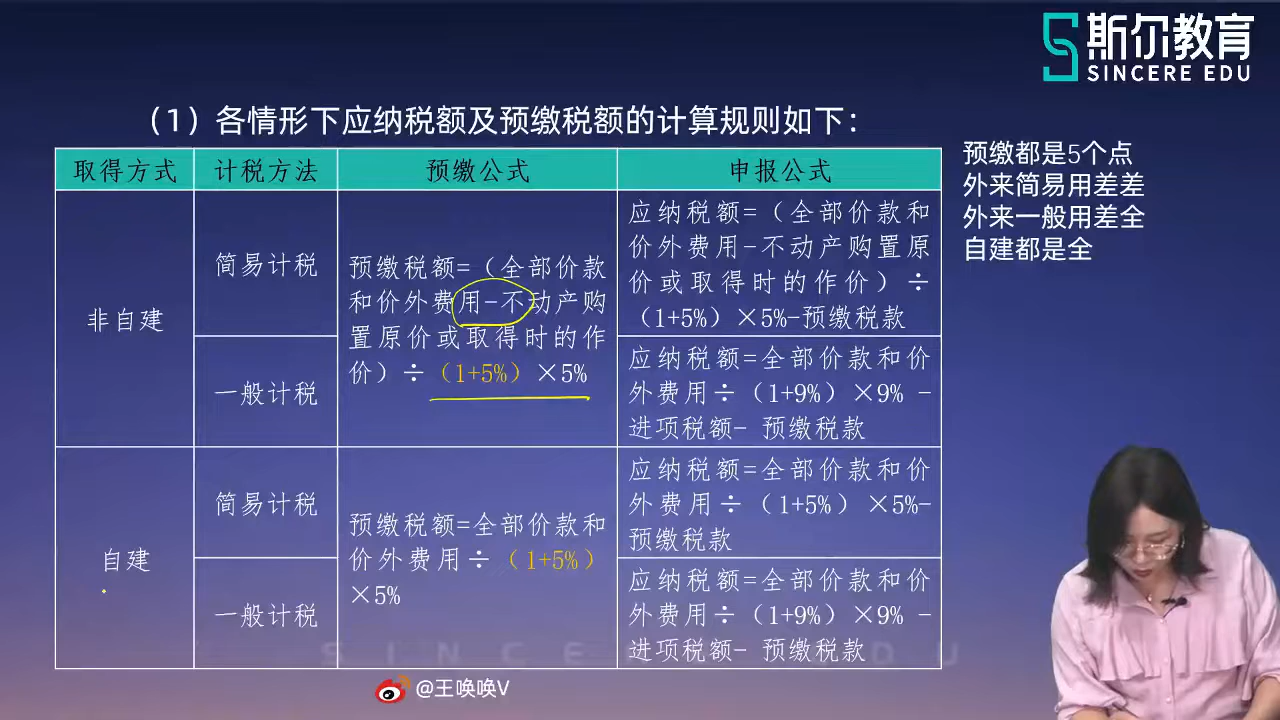 斯尔教育
SINCERE EDU
（1）各情形下应纳税额及预缴税额的计算规则如下：
取得方式 计税方法 预缴公式 申报公式
非自建
简易计税
预缴税额=（全部价款
和价外费用-不动产购
置原价或取得时的作
价）÷（1+5%）×5%
应纳税额=（全部价款和
价外费用-不动产购置原
价或取得时的作价）÷
（1+5%）×5%-预缴税款
一般计税
应纳税额=全部价款和价
外费用÷（1+9%）×9% -
进项税额- 预缴税款
自建
简易计税
预缴税额=全部价款和
价外费用÷（1+5%）
×5%
应纳税额=全部价款和价
外费用÷（1+5%）×5%-
预缴税款
一般计税
应纳税额=全部价款和价
外费用÷（1+9%）×9% -
进项税额- 预缴税款
预缴都是5个点
外来简易用差差
外来一般用差全
自建都是全
SINCERE EDU
@王唤唤V